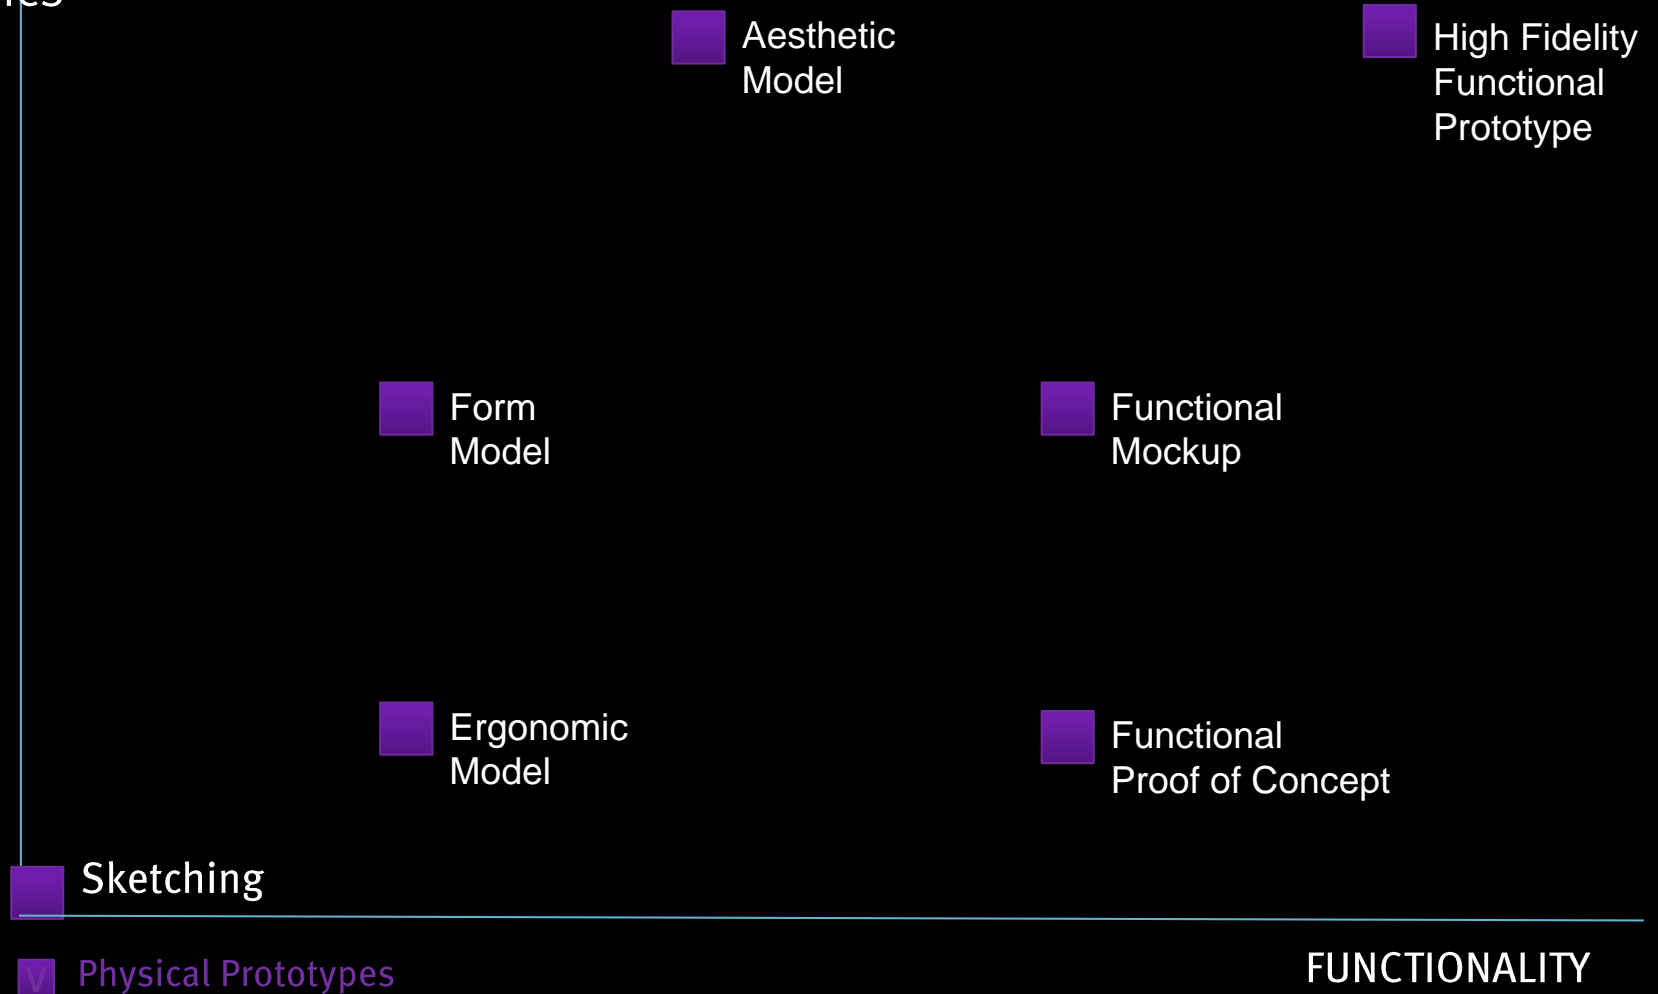 Aesthetic
Model
High Fidelity
Functional
Prototype
Form
Model
Functional
Mockup
Ergonomic
Model
Functional
Proof of Concept
Sketching
FUNCTIONALITY
V Physical Prototypes